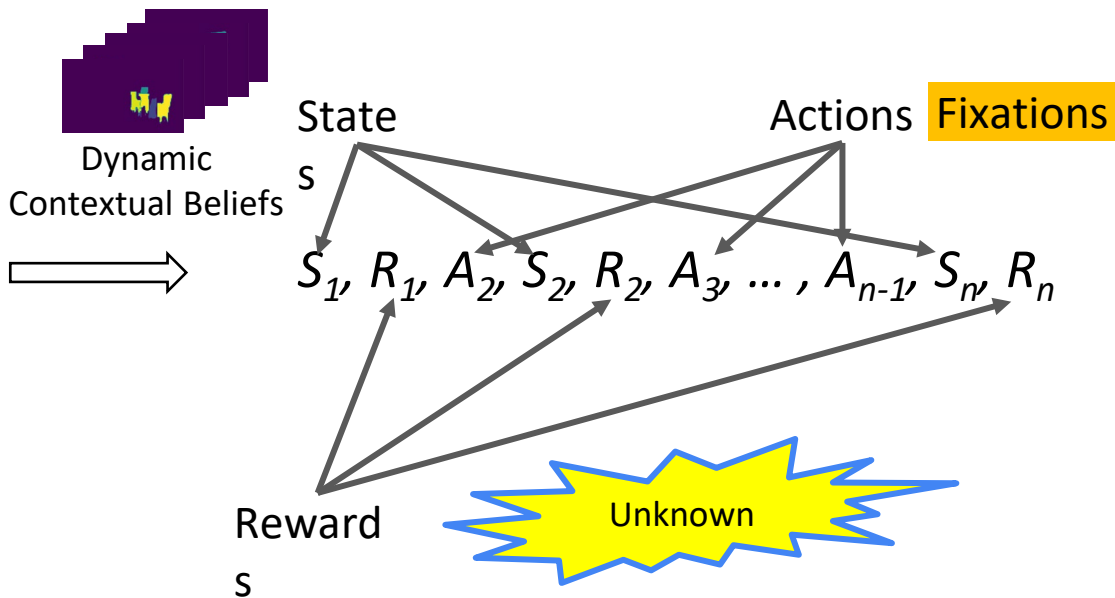 State
s
Actions Fixations
Dynamic
Contextual Beliefs
S1, R1, A2, S2, R2, A3, ... , An-1, Sn, Rn
Unknown
Reward
s